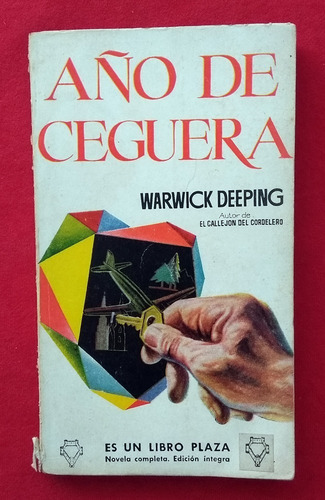 AÑO DE
CEGUERA
WARWICK DEEPING
Autor de
EL CALLEJON DEL CORDELERO
ES UN LIBRO PLAZA
Novela completa. Edición íntegra